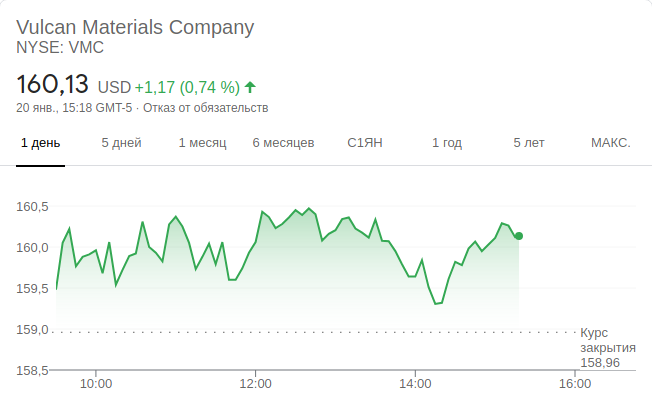 Vulcan Materials Company
NYSE: VMC
160,13 USD +1,17 (0,74 %)
20 янв., 15:18 GMT-5 · Отказ от обязательств
1 день 5 дней 1 месяц 6 месяцев С1ЯН 1 год 5 лет МАКС.
160,5
160,0
159,5
159,0
Курс
закрытия
158,96
158,5
10:00 12:00 14:00 16:00